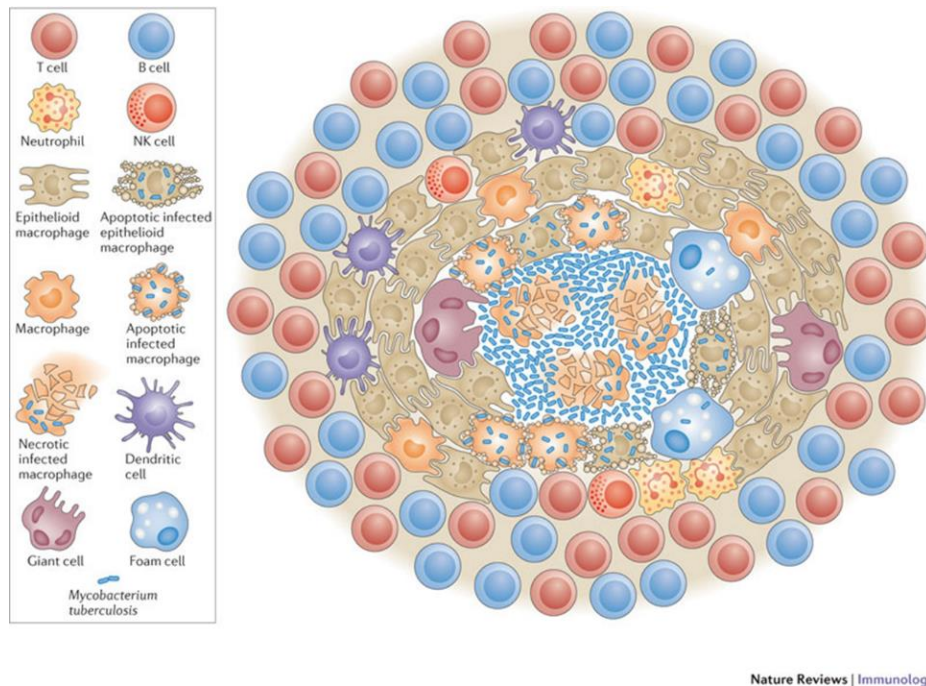 T cell
B cell
Neutrophil
NK cell
Epithelioid
macrophage
Apoptotic infected
epithelioid
macrophage
Macrophage
Apoptotic
infected
macrophage
Necrotic
infected
macrophage
Dendritic
cell
Giant cell
Foam cell
Mycobacterium
tuberculosis
Nature Reviews | Immunolog